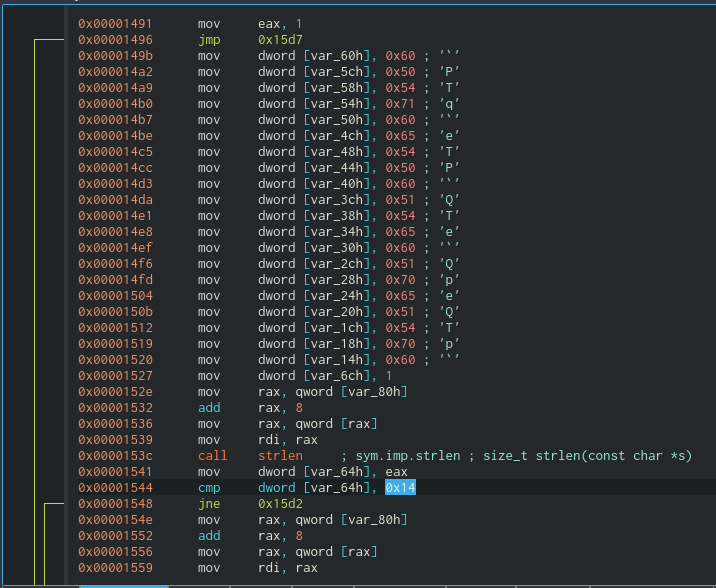 0x00001491 mov eax, 1
0x00001496 jmp 0x15d7
0x0000149b mov dword [var_60h], 0x60 ; '`'
0x000014a2 mov dword [var_5ch], 0x50 ; 'P'
0x000014a9 mov dword [var_58h], 0x54 ; 'T'
0x000014b0 mov dword [var_54h], 0x71 ; 'q'
0x000014b7 mov dword [var_50h], 0x60 ; '`'
0x000014be mov dword [var_4ch], 0x65 ; 'e'
0x000014c5 mov dword [var_48h], 0x54 ; 'T'
0x000014cc mov dword [var_44h], 0x50 ; 'P'
0x000014d3 mov dword [var_40h], 0x60 ; '`'
0x000014da mov dword [var_3ch], 0x51 ; 'Q'
0x000014e1 mov dword [var_38h], 0x54 ; 'T'
0x000014e8 mov dword [var_34h], 0x65 ; 'e'
0x000014ef mov dword [var_30h], 0x60 ; '`'
0x000014f6 mov dword [var_2ch], 0x51 ; 'Q'
0x000014fd mov dword [var_28h], 0x70 ; 'p'
0x00001504 mov dword [var_24h], 0x65 ; 'e'
0x0000150b mov dword [var_20h], 0x51 ; 'Q'
0x00001512 mov dword [var_1ch], 0x54 ; 'T'
0x00001519 mov dword [var_18h], 0x70 ; 'p'
0x00001520 mov dword [var_14h], 0x60 ; '`'
0x00001527 mov dword [var_6ch], 1
0x0000152e mov rax, qword [var_80h]
0x00001532 add rax, 8
0x00001536 mov rax, qword [rax]
0x00001539 mov rdi, rax
0x0000153c call strlen ; sym.imp.strlen ; size_t strlen(const char *s)
0x00001541 mov dword [var_64h], eax
0x00001544 cmp dword [var_64h], 0x14
0x00001548 jne 0x15d2
0x0000154e mov rax, qword [var_80h]
0x00001552 add rax, 8
0x00001556 mov rax, qword [rax]
0x00001559 mov rdi, rax